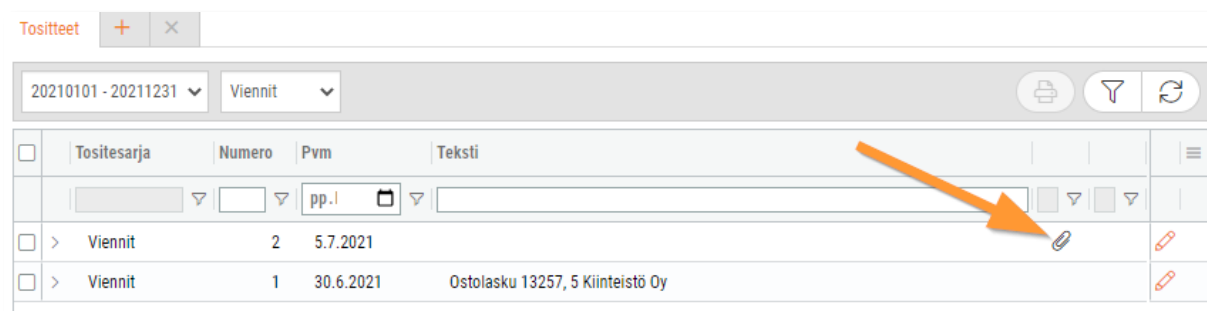 Tositteet
20210101 - 20211231 Viennit
Tositesarja Numero Pvm Teksti
pp.
Viennit 2 5.7.2021
Viennit 1 30.6.2021 Ostolasku 13257, 5 Kiinteistö Oy